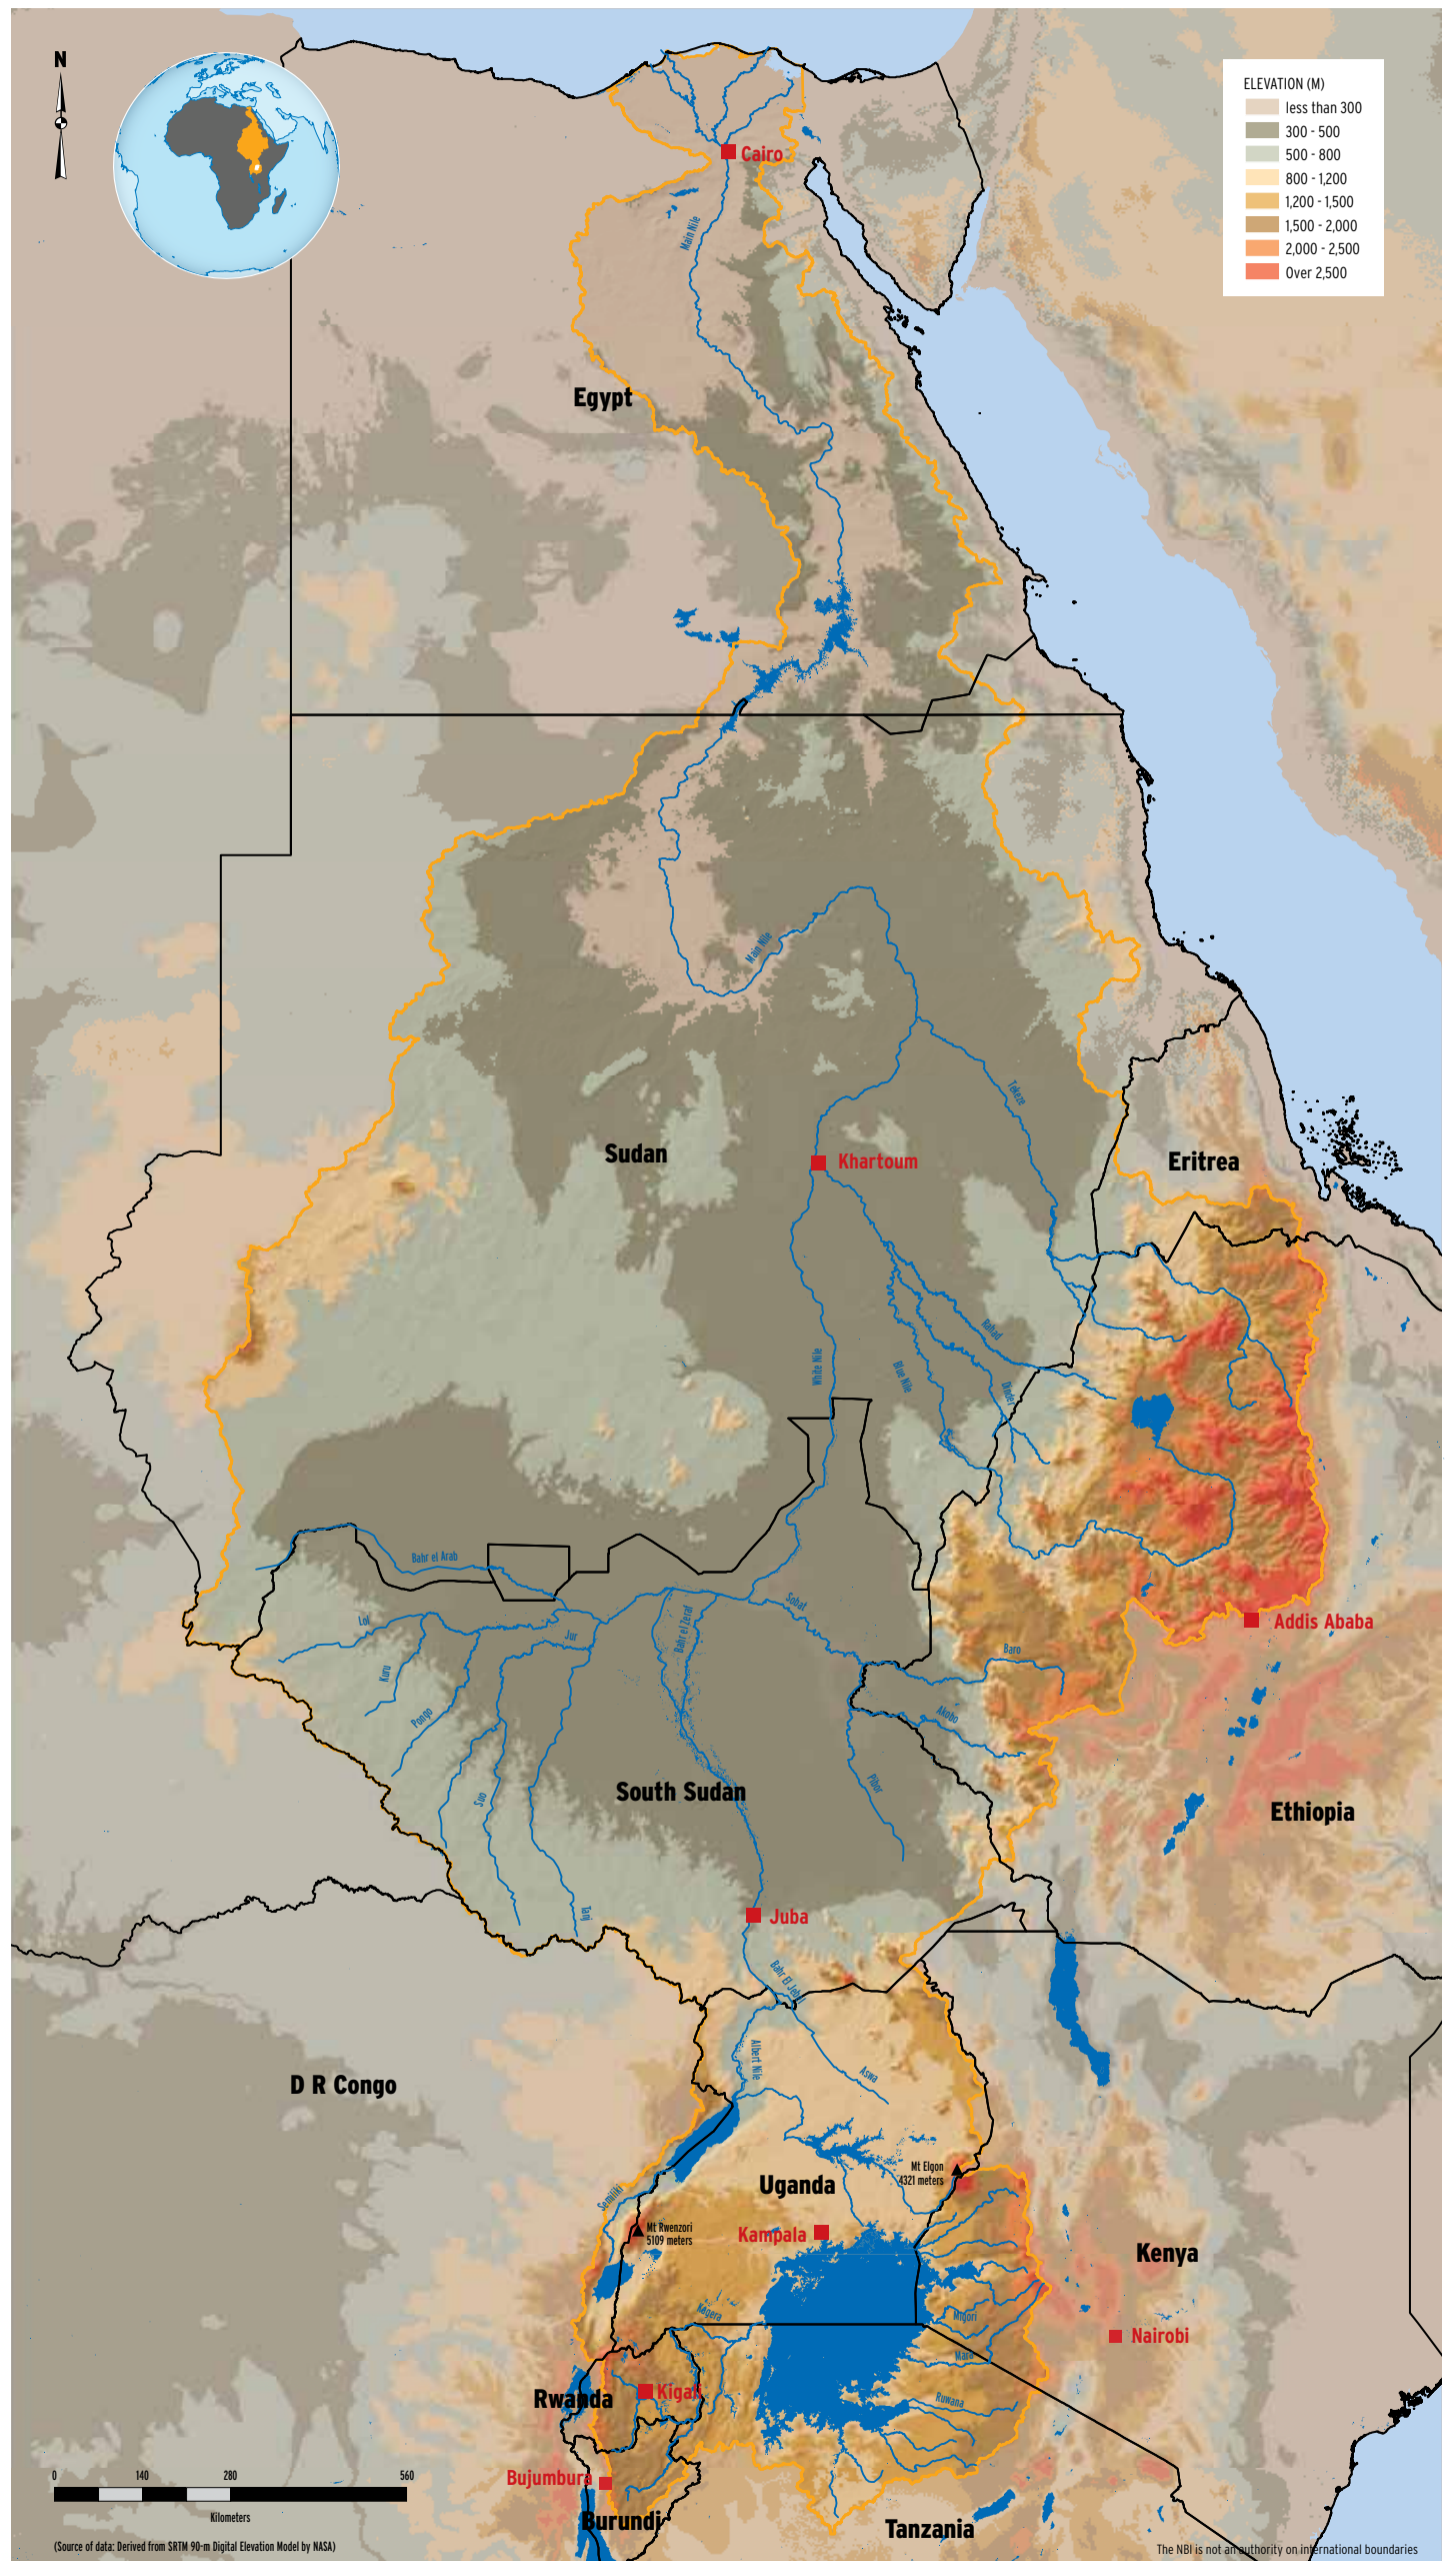 N
ELEVATION (M)
less than 300
300 - 500
500 - 800
800 - 1,200
1,200 - 1,500
1,500 - 2,000
2,000 - 2,500
Over 2,500
Cairo
Main Nile
Egypt
Main Nile
Tekeze
Sudan
Khartoum
Eritrea
Rahad
White Nile
Blue Nile
Dinder
Bahr el Arab
Sobat
Lol
Jur
Bahr el Zeraf
Addis Ababa
Baro
Kuru
Pongo
Akobo
Pibor
South Sudan
Suo
Ethiopia
Tanj
Juba
Bahr El Jebel
Albert Nile
Aswa
D R Congo
Mt Elgon
4321 meters
Uganda
Semiliki
Mt Rwenzori
5109 meters
Kampala
Kenya
Kagera
Migori
Nairobi
Mara
Rwanda
Kigali
Ruwana
Bujumbura
Burundi
Tanzania
0 140 280 560
Kilometers
(Source of data: Derived from SRTM 90-m Digital Elevation Model by NASA)
The NBI is not an authority on international boundaries